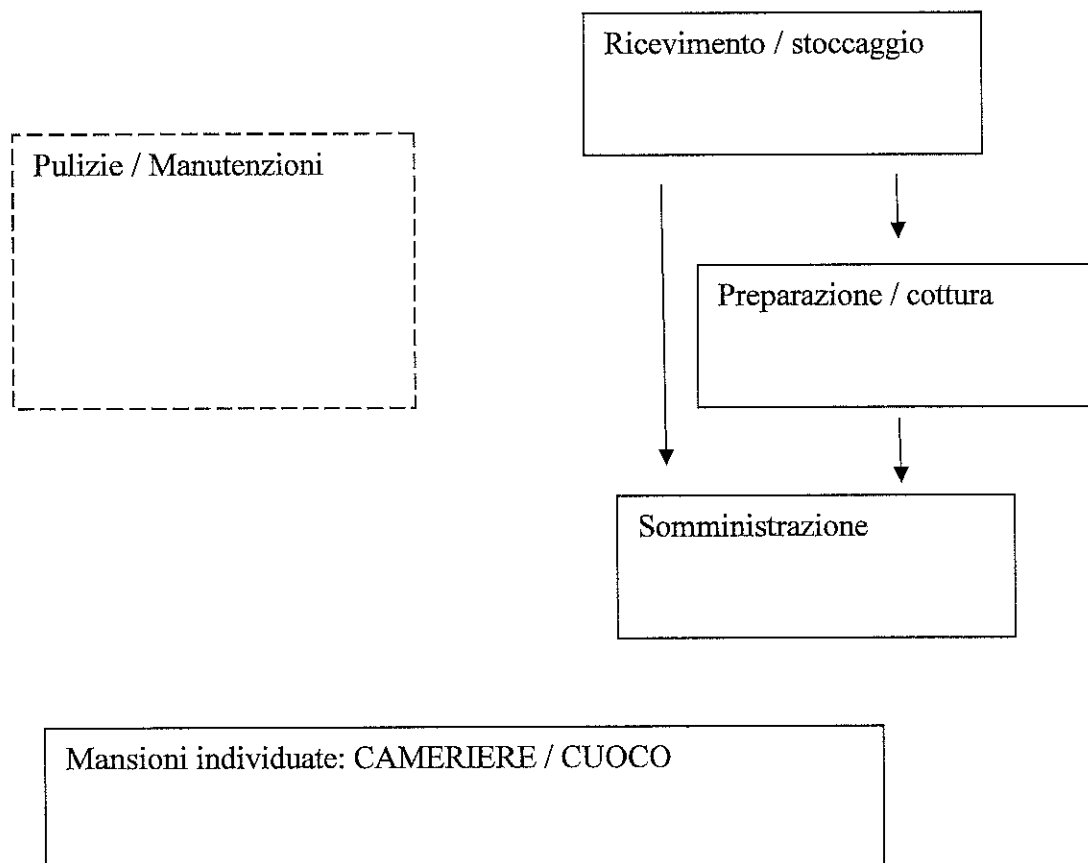 Ricevimento / stoccaggio
Pulizie / Manutenzioni
Preparazione / cottura
Somministrazione
Mansioni individuate: CAMERIERE / CUOCO